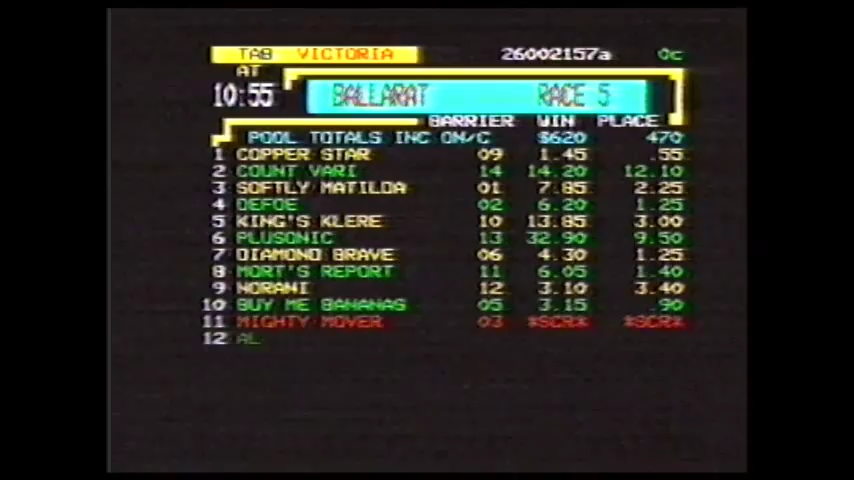 TAB VICTORIA 26002157a 0c
AT
10:55 BALLARAT RACE 5
BARRIER WIN PLACE
POOL TOTALS INC ON/C $620 470
1 COPPER STAR 09 1.45 .55
2 COUNT VARI 14 14.20 12.10
3 SOFTLY MATILDA 01 7.85 2.25
4 DEFOE 02 6.20 1.25
5 KING'S KLERE 10 13.85 3.00
6 PLUSONIC 13 32.90 9.50
7 DIAMOND BRAVE 06 4.30 1.25
8 MORT'S REPORT 11 6.05 1.40
9 NORANI 12 3.10 3.40
10 BUY ME BANANAS 05 3.15 .90
11 MIGHTY MOVER 03 *SCR* *SCR*
12 AL